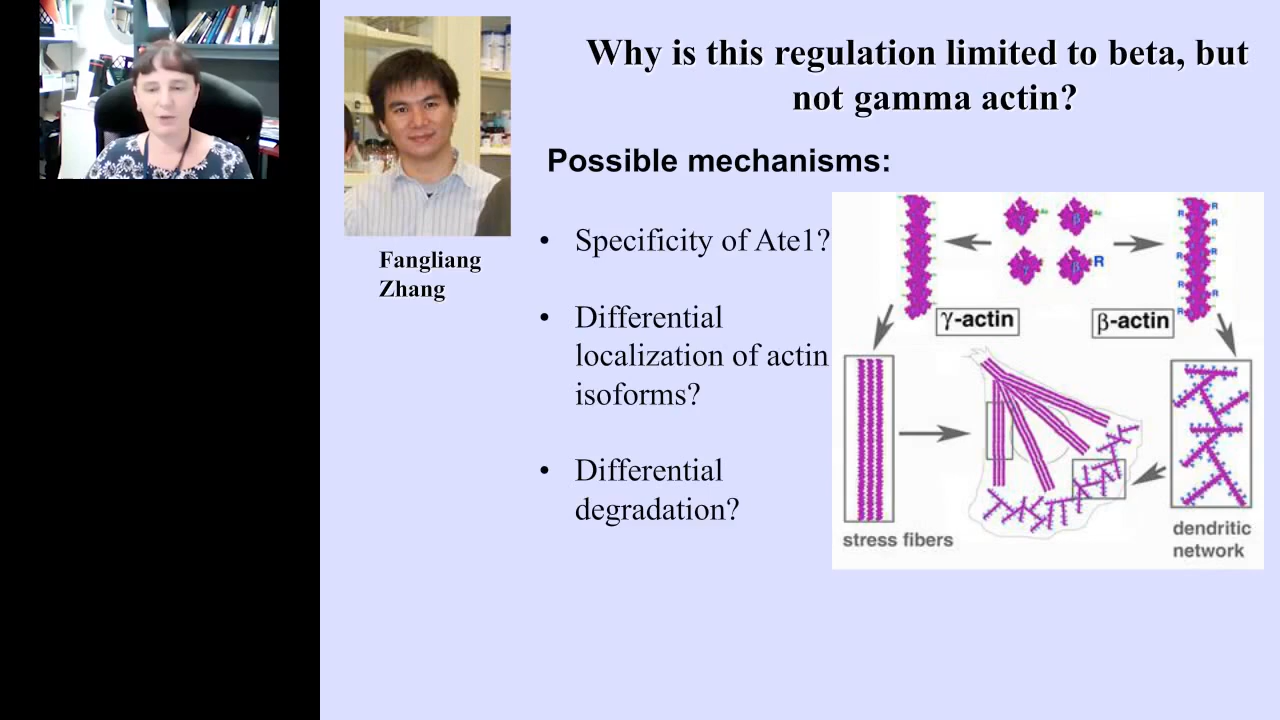 Why is this regulation limited to beta, but
not gamma actin?
Fangliang
Zhang
Possible mechanisms:
• Specificity of Ate1?
• Differential
localization of actin
isoforms?
• Differential
degradation?
γ
β
γ
β
R
R
R
R
R
R
R
R
R
γ-actin
β-actin
stress fibers
dendritic
network